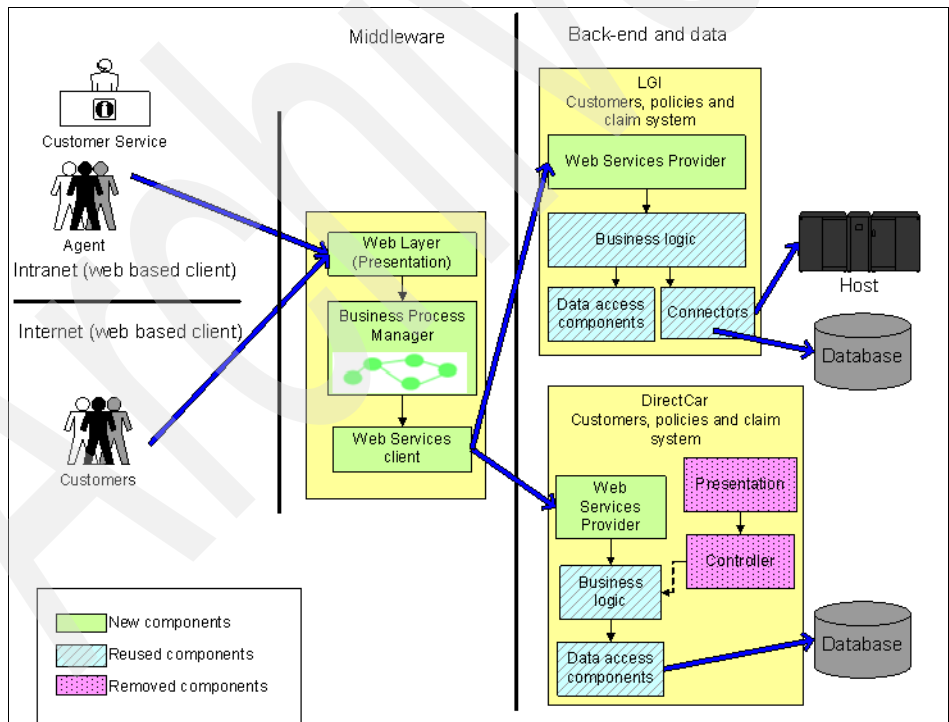 Middleware
Back-end and data
Customer Service
Agent
Intranet (web based client)
Internet (web based client)
Customers
Web Layer
(Presentation)
Business Process
Manager
Web Services
client
LGI
Customers, policies and
claim system
Web Services Provider
Business logic
Data access
components
Connectors
Host
Database
DirectCar
Customers, policies and claim
system
Web
Services
Provider
Presentation
Controller
Business
logic
Data access
components
Database
New components
Reused components
Removed components